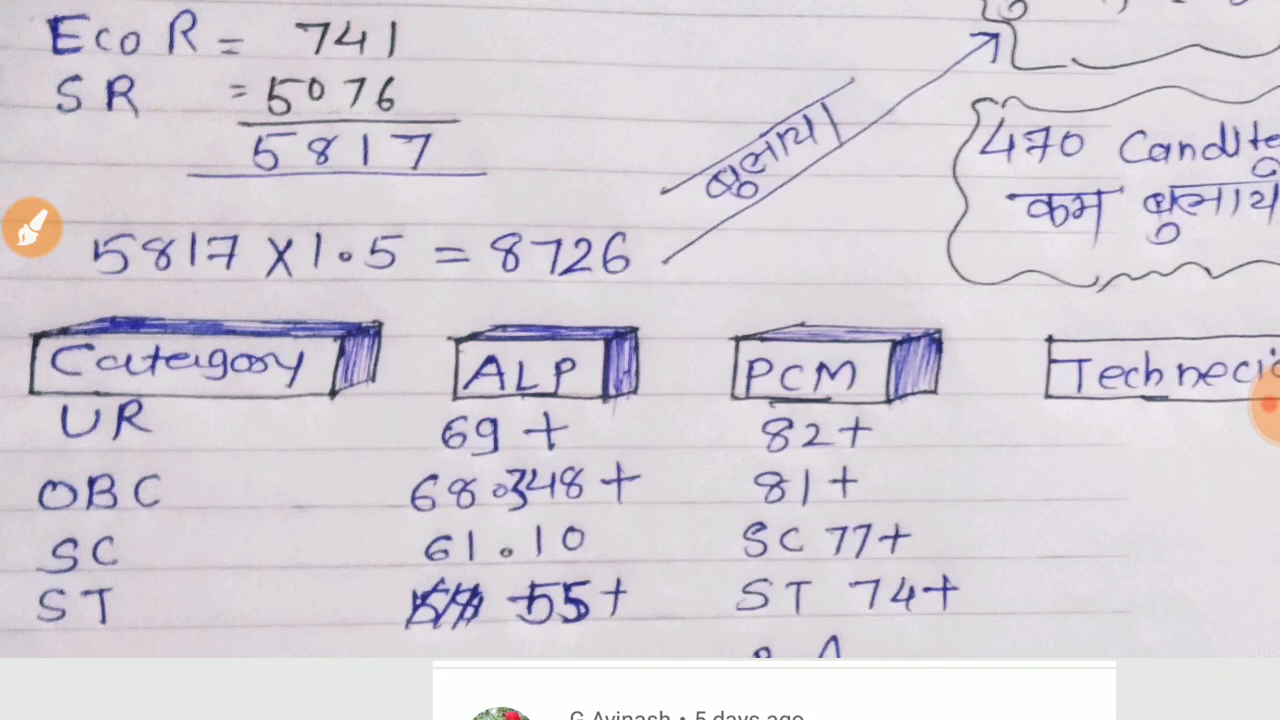 Eco R = 741
SR = 5076
5817
5817 X 1.5 = 8726
बुलाया
470 Candite
कम बुलाय
Category ALP PCM Technecia
UR 69 + 82+
OBC 68.348 + 81+
SC 61.10 SC 77+
ST 55+ ST 74+
G Avinash • 5 days ago